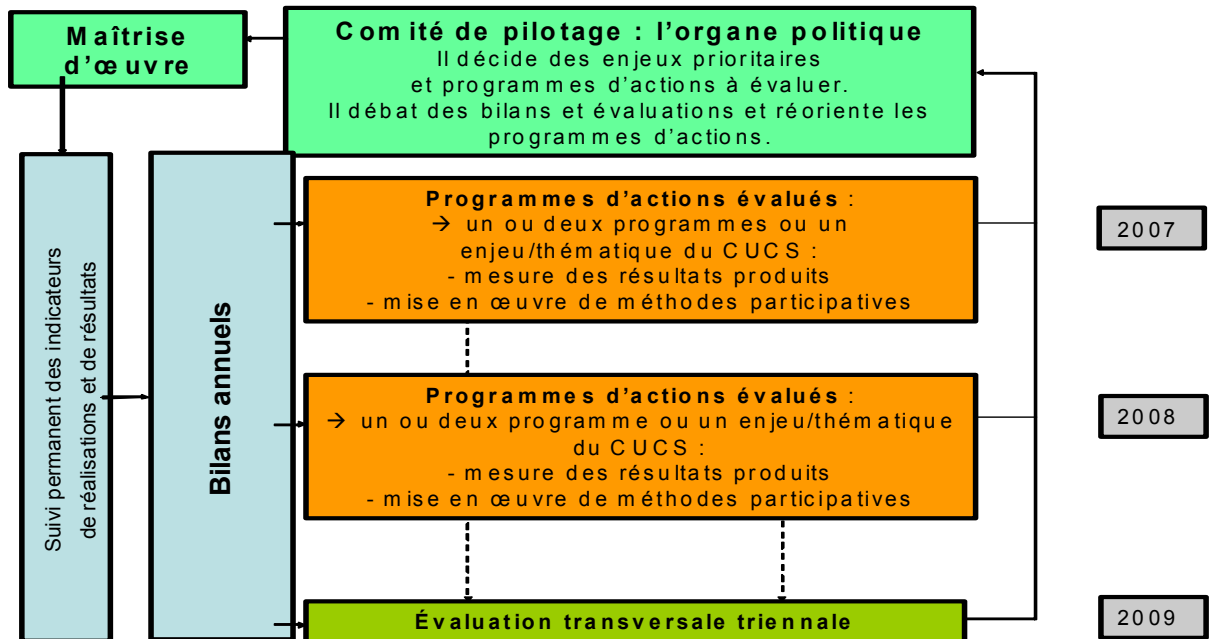 Maîtrise
d'œuvre
Comité de pilotage : l'organe politique
Il décide des enjeux prioritaires
et programmes d'actions à évaluer.
Il débat des bilans et évaluations et réoriente les
programmes d'actions.
Suivi permanent des indicateurs
de réalisations et de résultats
Bilans annuels
Programmes d'actions évalués :
→ un ou deux programmes ou un
enjeu/thématique du CUCS :
- mesure des résultats produits
- mise en œuvre de méthodes participatives
2007
Programmes d'actions évalués :
→ un ou deux programme ou un enjeu/thématique
du CUCS :
- mesure des résultats produits
- mise en œuvre de méthodes participatives
2008
Évaluation transversale triennale
2009